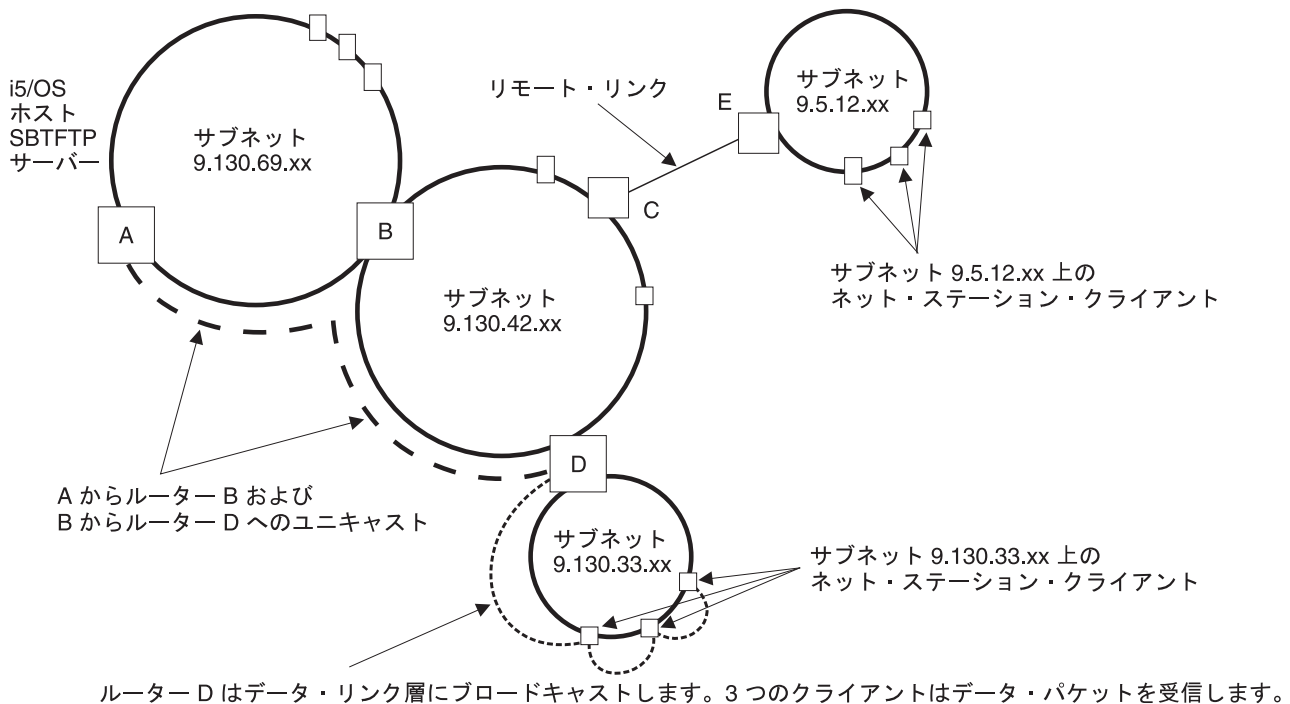 i5/OS
ホスト
SBTFTP
サーバー
サブネット
9.130.69.xx
A
B
リモート・リンク
E
サブネット
9.5.12.xx
C
サブネット 9.5.12.xx 上の
ネット・ステーション・クライアント
サブネット
9.130.42.xx
D
A からルーター B および
B からルーター D へのユニキャスト
サブネット
9.130.33.xx
サブネット 9.130.33.xx 上の
ネット・ステーション・クライアント
ルーター D はデータ・リンク層にブロードキャストします。3 つのクライアントはデータ・パケットを受信します。